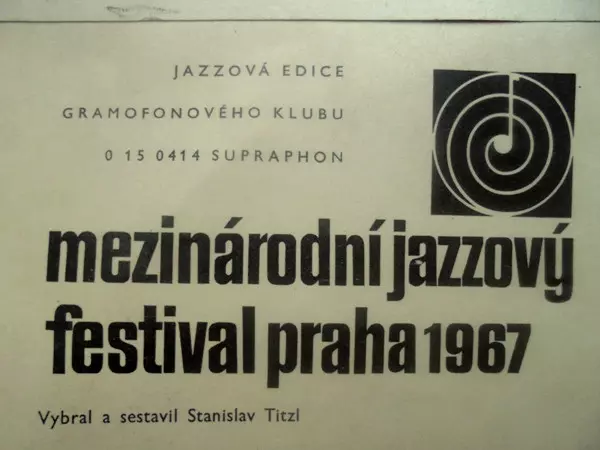 JAZZOVÁ EDICE
GRAMOFONOVÉHO KLUBU
0 15 0414 SUPRAPHON
mezinárodní jazzový
festival praha 1967
Vybral a sestavil Stanislav Titzl